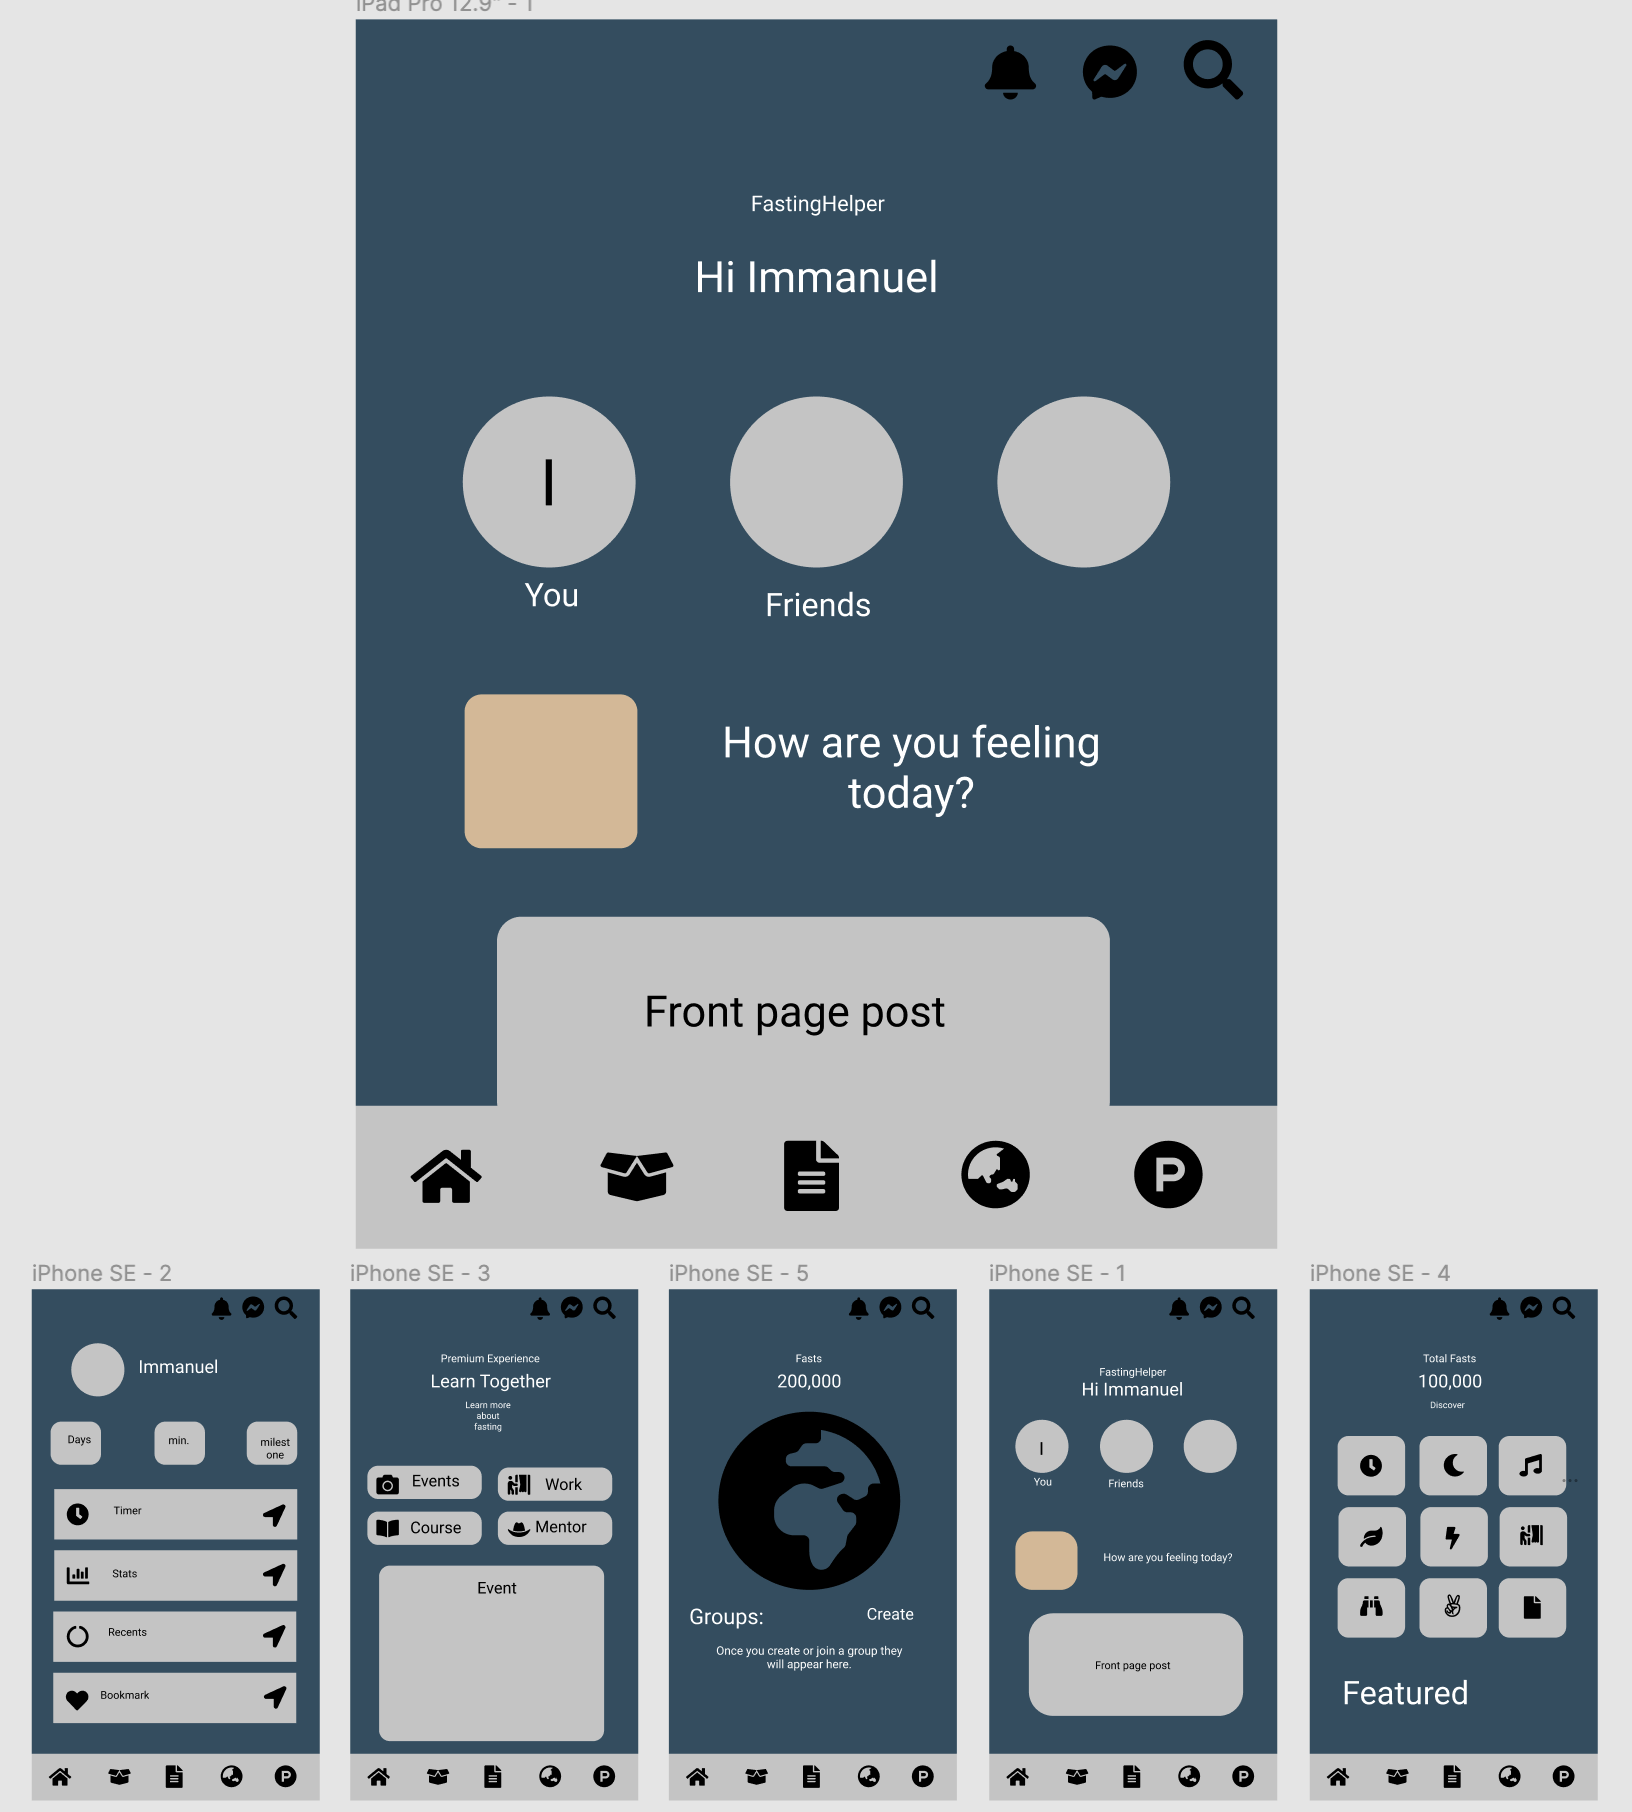 iPad Pro 12.9" - 1
FastingHelper
Hi Immanuel
I
You
Friends
How are you feeling
today?
Front page post
P
iPhone SE - 2
Immanuel
Days
min.
milest
one
Timer
Stats
Recents
Bookmark
P
iPhone SE - 3
Premium Experience
Learn Together
Learn more
about
fasting
Events
Work
Course
Mentor
Event
P
iPhone SE - 5
Fasts
200,000
Groups:
Create
Once you create or join a group they
will appear here.
P
iPhone SE - 1
FastingHelper
Hi Immanuel
I
You
Friends
How are you feeling today?
Front page post
P
iPhone SE - 4
Total Fasts
100,000
Discover
...
Featured
P